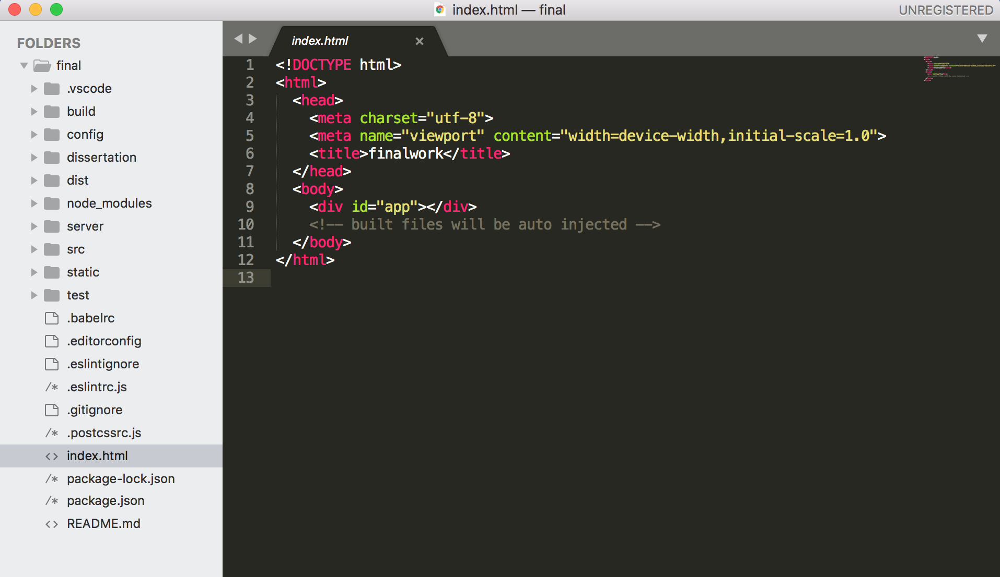 index.html — final
UNREGISTERED
FOLDERS
final
.vscode
build
config
dissertation
dist
node_modules
server
src
static
test
.babelrc
.editorconfig
.eslintignore
/* .eslintrc.js
.gitignore
/* .postcssrc.js
<> index.html
/* package-lock.json
/* package.json
<> README.md
index.html ×
1 <!DOCTYPE html>
2 <html>
3   <head>
4     <meta charset="utf-8">
5     <meta name="viewport" content="width=device-width,initial-scale=1.0">
6     <title>finalwork</title>
7   </head>
8   <body>
9     <div id="app"></div>
10     <!-- built files will be auto injected -->
11   </body>
12 </html>
13